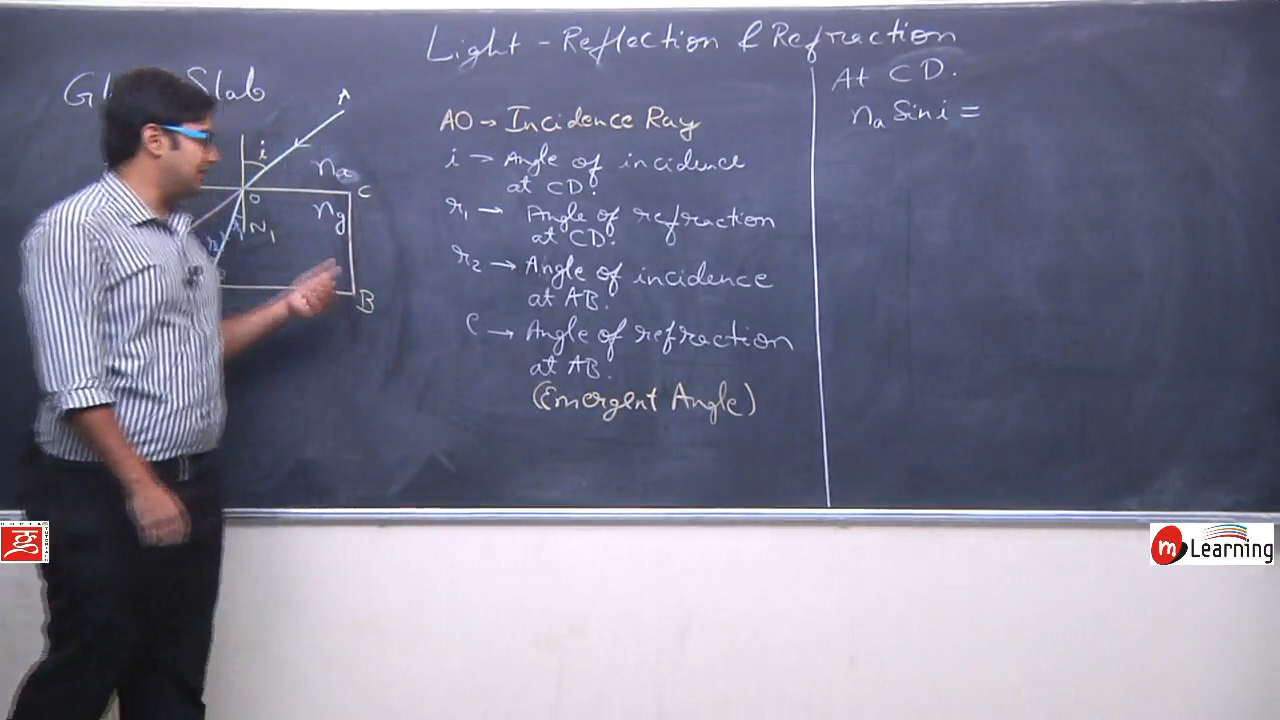 Light - Reflection & Refraction
Slab
A
i
na
C
O
ng
N1
B
AO → Incidence Ray
i → Angle of incidence
at CD.
r1 → Angle of refraction
at CD.
r2 → Angle of incidence
at AB.
e → Angle of refraction
at AB.
(Emergent Angle)
At CD.
na Sin i =
g
m Learning